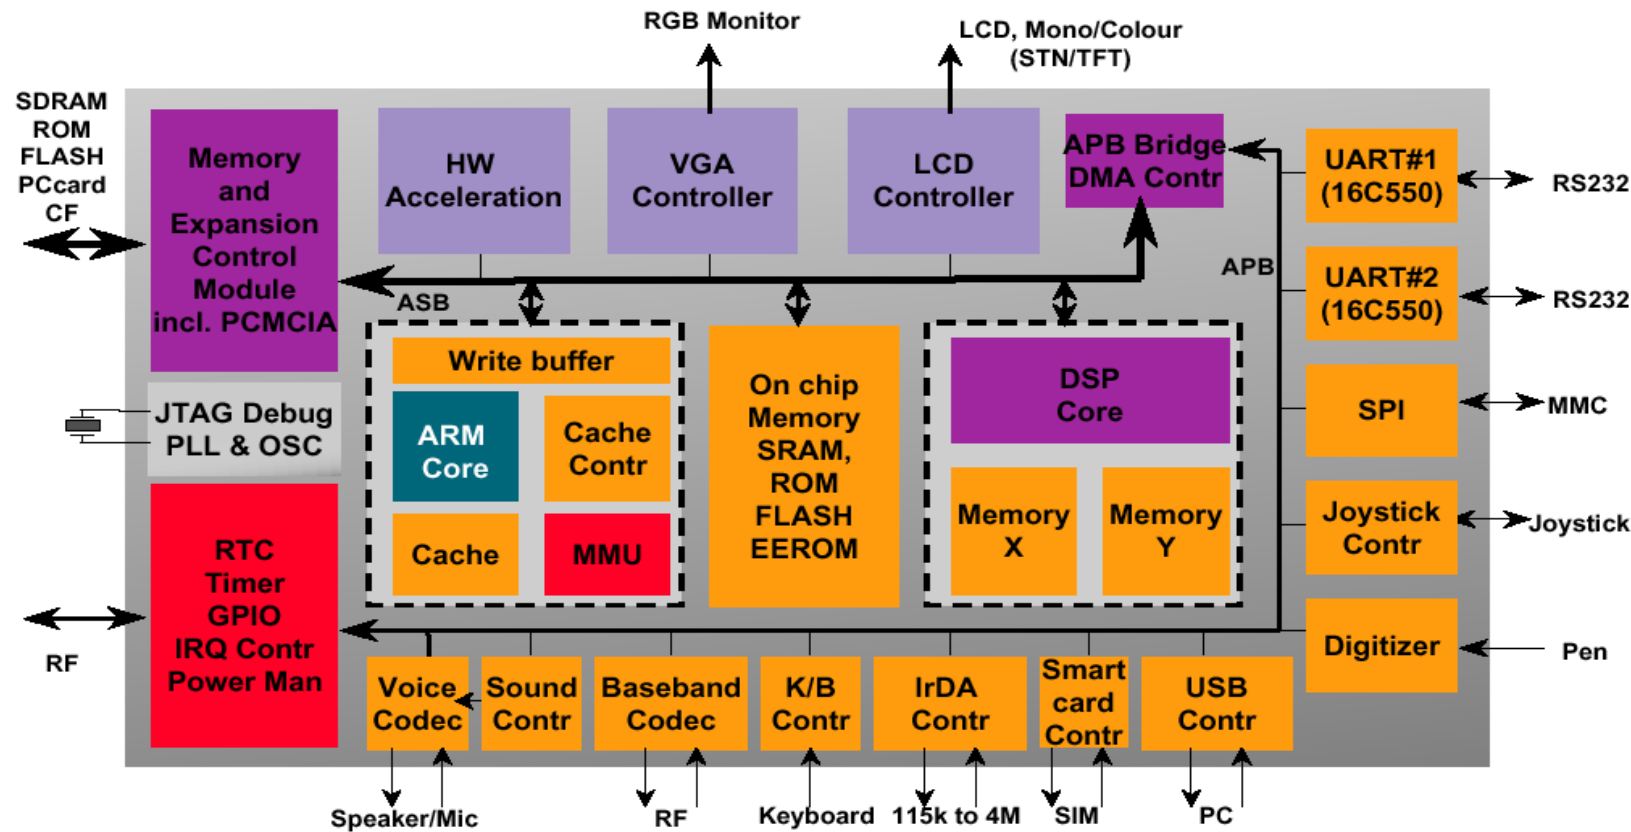 RGB Monitor
LCD, Mono/Colour
(STN/TFT)
SDRAM
ROM
FLASH
PCcard
CF
Memory
and
Expansion
Control
Module
incl. PCMCIA
HW
Acceleration
VGA
Controller
LCD
Controller
APB Bridge
DMA Contr
UART#1
(16C550)
RS232
APB
UART#2
(16C550)
RS232
ASB
Write buffer
ARM
Core
Cache
Contr
Cache
MMU
On chip
Memory
SRAM,
ROM
FLASH
EEROM
DSP
Core
Memory
X
Memory
Y
SPI
MMC
JTAG Debug
PLL & OSC
Joystick
Contr
Joystick
RTC
Timer
GPIO
IRQ Contr
Power Man
RF
Digitizer
Pen
Voice
Codec
Sound
Contr
Baseband
Codec
K/B
Contr
IrDA
Contr
Smart
card
Contr
USB
Contr
Speaker/Mic
RF
Keyboard
115k to 4M
SIM
PC